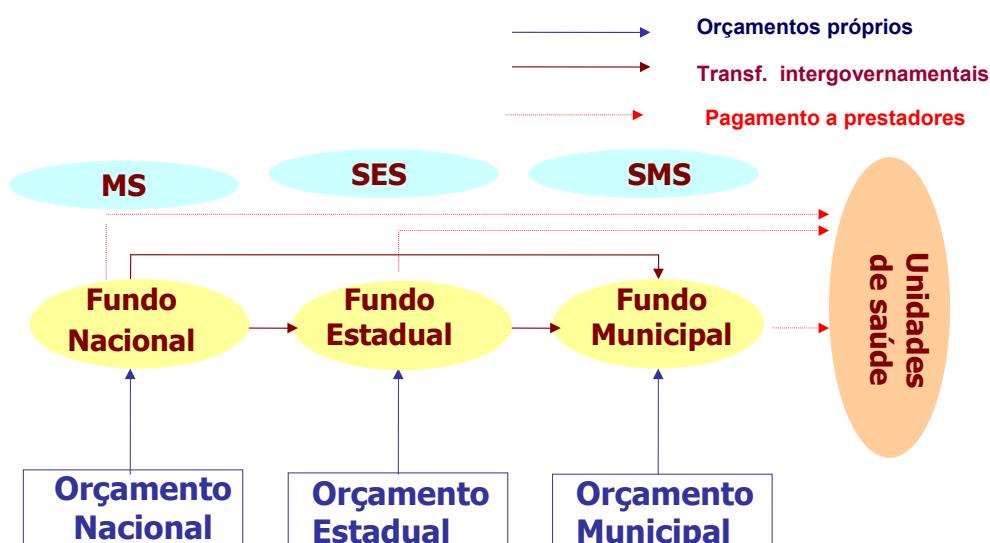 Orçamentos próprios
Transf. intergovernamentais
Pagamento a prestadores
MS
SES
SMS
Fundo
Nacional
Fundo
Estadual
Fundo
Municipal
Unidades
de saúde
Orçamento
Nacional
Orçamento
Estadual
Orçamento
Municipal